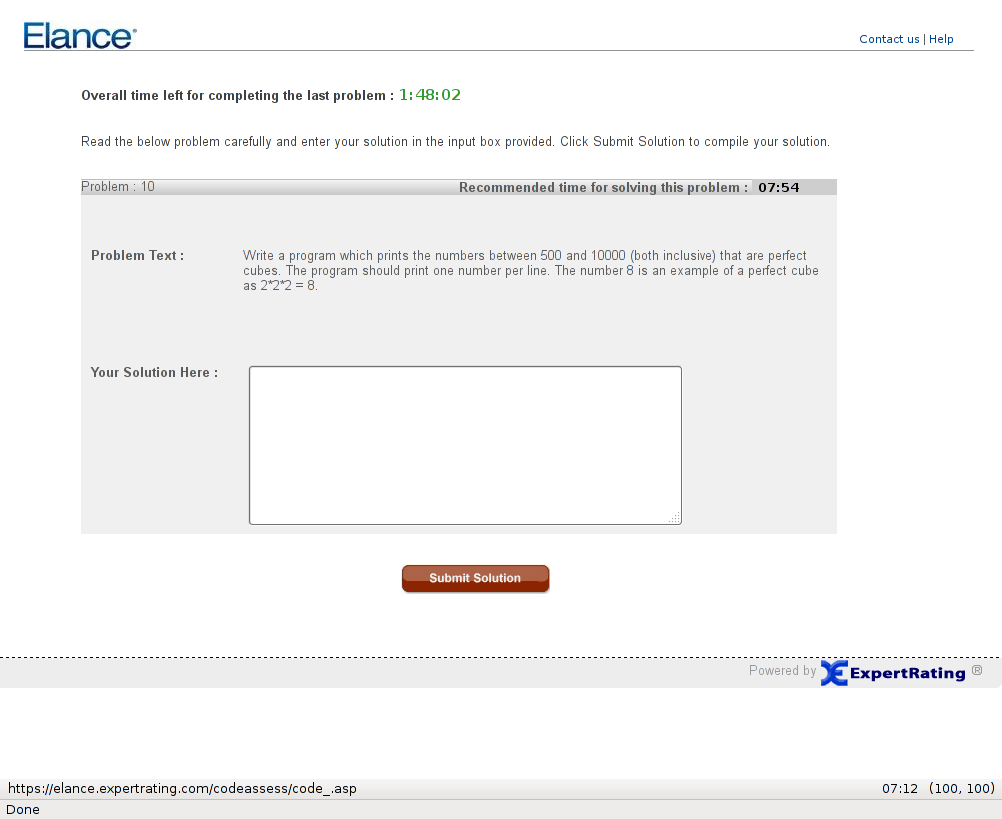 Elance®
Contact us | Help
Overall time left for completing the last problem : 1:48:02
Read the below problem carefully and enter your solution in the input box provided. Click Submit Solution to compile your solution.
Problem : 10 Recommended time for solving this problem : 07:54
Problem Text : Write a program which prints the numbers between 500 and 10000 (both inclusive) that are perfect
cubes. The program should print one number per line. The number 8 is an example of a perfect cube
as 2*2*2 = 8.
Your Solution Here :
Submit Solution
Powered by ExpertRating ®
https://elance.expertrating.com/codeassess/code_.asp 07:12 (100, 100)
Done